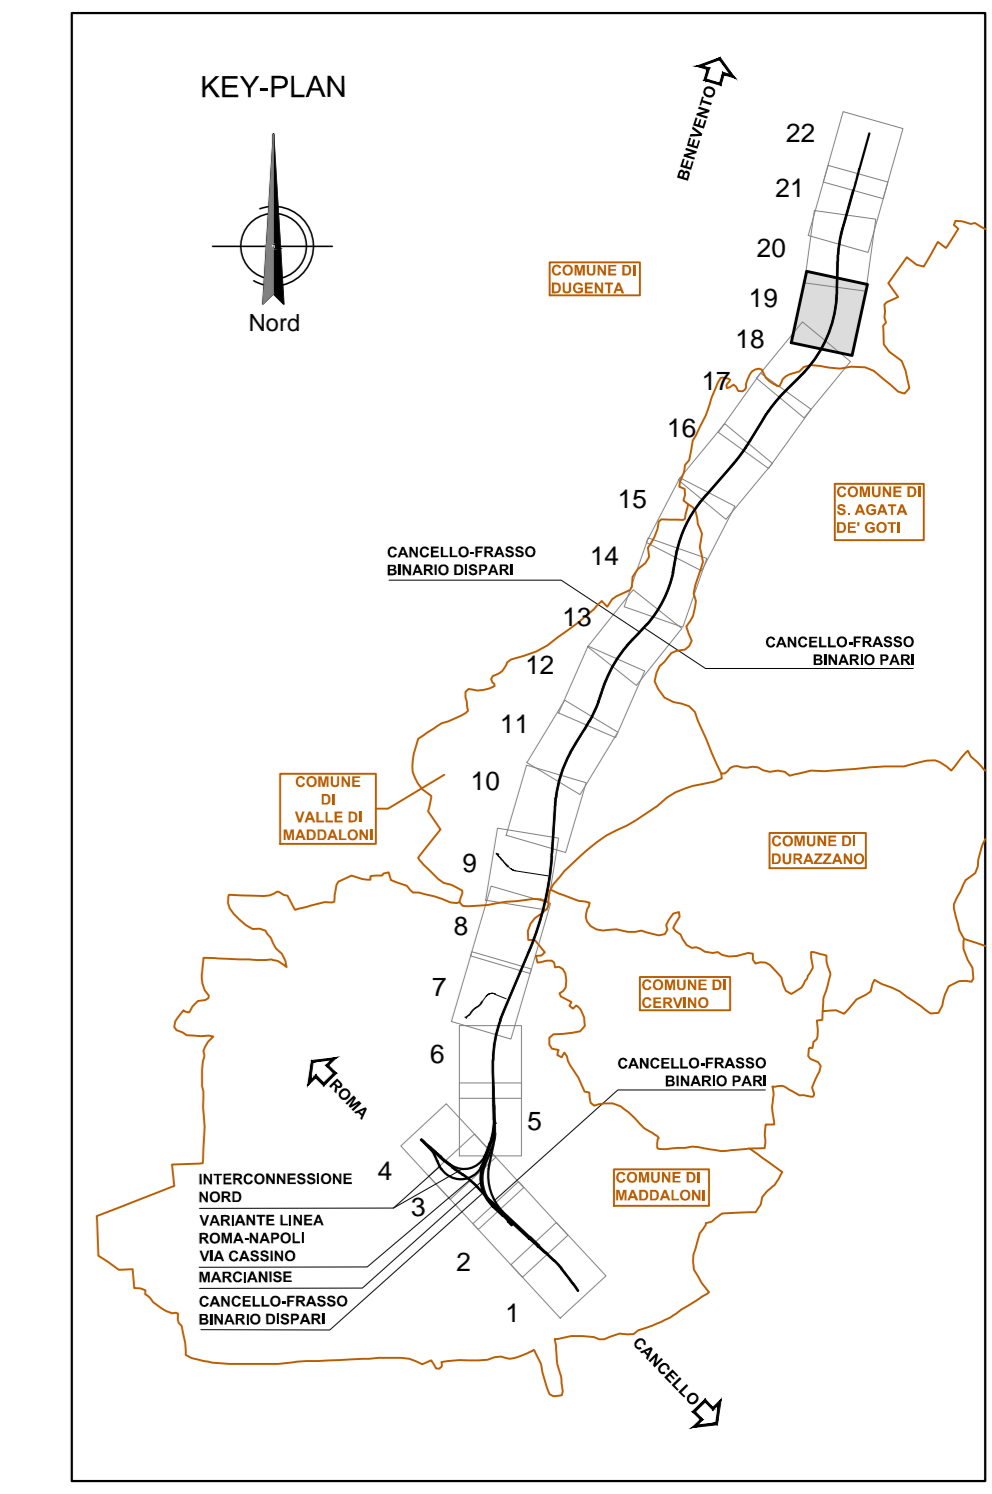 KEY-PLAN
Nord
BENEVENTO
22
21
20
19
18
17
16
15
14
13
12
11
10
9
8
7
6
5
4
3
2
1
COMUNE DI
DUGENTA
COMUNE DI
S. AGATA
DE' GOTI
CANCELLO-FRASSO
BINARIO DISPARI
CANCELLO-FRASSO
BINARIO PARI
COMUNE
DI
VALLE DI
MADDALONI
COMUNE DI
DURAZZANO
COMUNE DI
CERVINO
ROMA
CANCELLO-FRASSO
BINARIO PARI
COMUNE DI
MADDALONI
INTERCONNESSIONE
NORD
VARIANTE LINEA
ROMA-NAPOLI
VIA CASSINO
MARCIANISE
CANCELLO-FRASSO
BINARIO DISPARI
CANCELLO